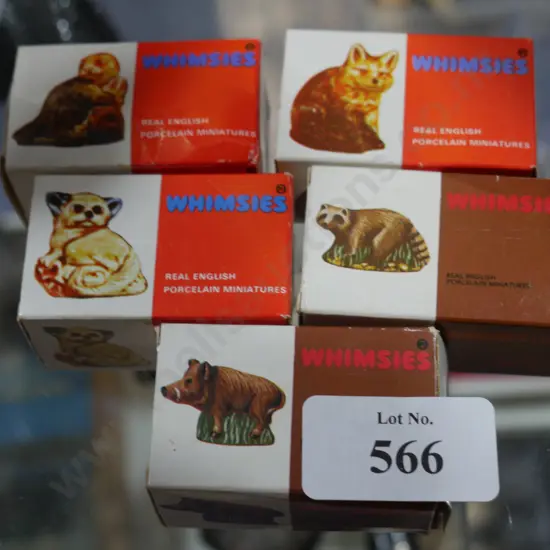 WHIMSIES®
REAL ENGLISH
PORCELAIN MINIATURES
WHIMSIES®
REAL ENGLISH
PORCELAIN MINIATURES
WHIMSIES®
REAL ENGLISH
PORCELAIN MINIATURES
WHIMSIES
REAL ENGLISH
PORCELAIN MINIATURES
WHIMSIES®
Lot No.
566